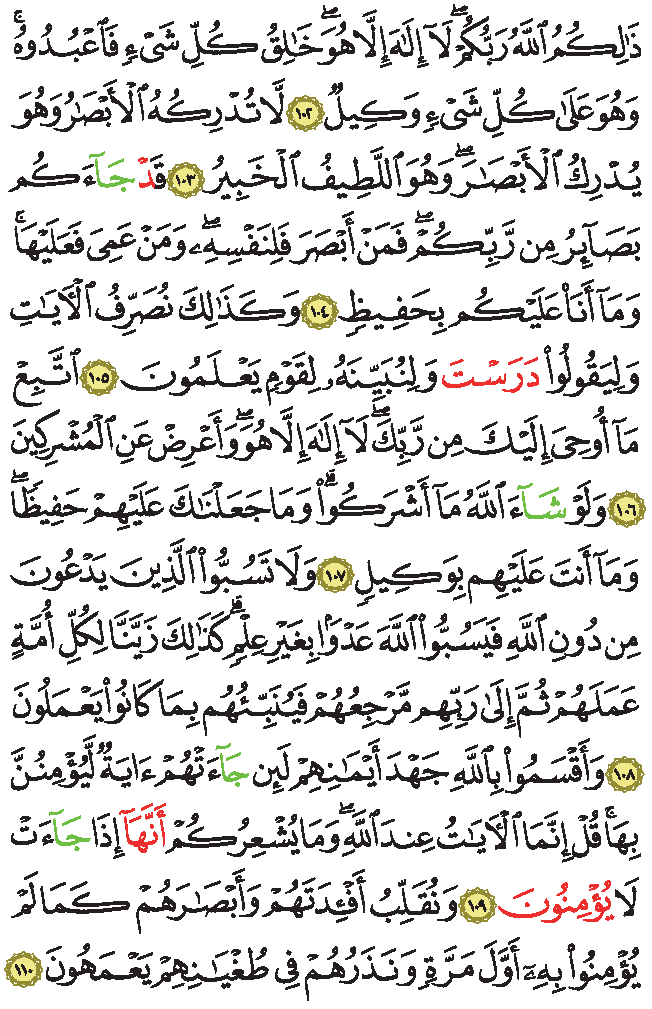 ذَٰلِكُمُ ٱللَّهُ رَبُّكُمْۖ لَآ إِلَٰهَ إِلَّا هُوَۖ خَٰلِقُ كُلِّ شَىْءٍ فَٱعْبُدُوهُۚ
وَهُوَ عَلَىٰ كُلِّ شَىْءٍ وَكِيلٌ ١٠٢ لَّا تُدْرِكُهُ ٱلْأَبْصَٰرُ وَهُوَ
يُدْرِكُ ٱلْأَبْصَٰرَۖ وَهُوَ ٱللَّطِيفُ ٱلْخَبِيرُ ١٠٣ قَدْ جَآءَكُم
بَصَآئِرُ مِن رَّبِّكُمْۖ فَمَنْ أَبْصَرَ فَلِنَفْسِهِۦۖ وَمَنْ عَمِىَ فَعَلَيْهَاۚ
وَمَآ أَنَا۠ عَلَيْكُم بِحَفِيظٍ ١٠٤ وَكَذَٰلِكَ نُصَرِّفُ ٱلْأَيَٰتِ
وَلِيَقُولُوا۟ دَرَسْتَ وَلِنُبَيِّنَهُۥ لِقَوْمٍ يَعْلَمُونَ ١٠٥ ٱتَّبِعْ
مَآ أُوحِىَ إِلَيْكَ مِن رَّبِّكَۖ لَآ إِلَٰهَ إِلَّا هُوَۖ وَأَعْرِضْ عَنِ ٱلْمُشْرِكِينَ
١٠٦ وَلَوْ شَآءَ ٱللَّهُ مَآ أَشْرَكُوا۟ۗ وَمَا جَعَلْنَٰكَ عَلَيْهِمْ حَفِيظًاۖ
وَمَآ أَنتَ عَلَيْهِم بِوَكِيلٍ ١٠٧ وَلَا تَسُبُّوا۟ ٱلَّذِينَ يَدْعُونَ
مِن دُونِ ٱللَّهِ فَيَسُبُّوا۟ ٱللَّهَ عَدْوًۢا بِغَيْرِ عِلْمٍۗ كَذَٰلِكَ زَيَّنَّا لِكُلِّ أُمَّةٍ
عَمَلَهُمْ ثُمَّ إِلَىٰ رَبِّهِم مَّرْجِعُهُمْ فَيُنَبِّئُهُم بِمَا كَانُوا۟ يَعْمَلُونَ
١٠٨ وَأَقْسَمُوا۟ بِٱللَّهِ جَهْدَ أَيْمَٰنِهِمْ لَئِن جَآءَتْهُمْ ءَايَةٌ لَّيُؤْمِنُنَّ
بِهَاۚ قُلْ إِنَّمَا ٱلْأَيَٰتُ عِندَ ٱللَّهِۖ وَمَا يُشْعِرُكُمْ أَنَّهَآ إِذَا جَآءَتْ
لَا يُؤْمِنُونَ ١٠٩ وَنُقَلِّبُ أَفْـِٔدَتَهُمْ وَأَبْصَٰرَهُمْ كَمَا لَمْ
يُؤْمِنُوا۟ بِهِۦٓ أَوَّلَ مَرَّةٍ وَنَذَرُهُمْ فِى طُغْيَٰنِهِمْ يَعْمَهُونَ ١١٠